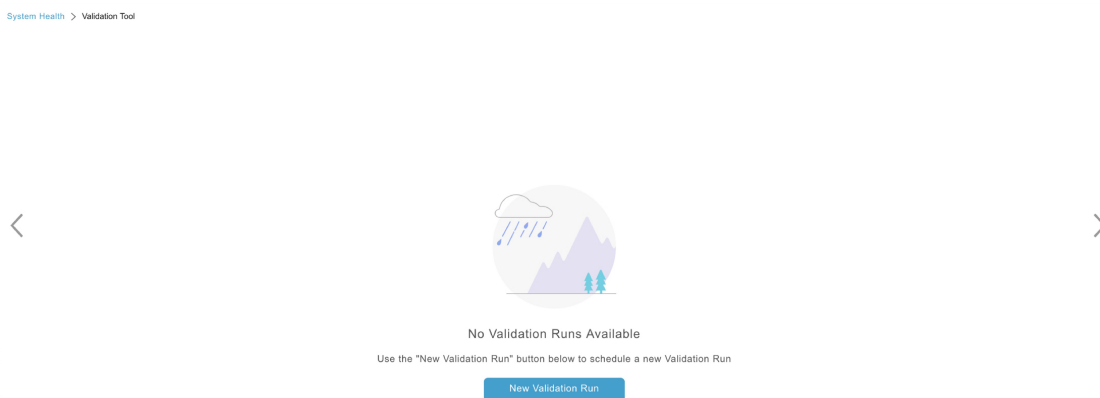 System Health > Validation Tool
No Validation Runs Available
Use the "New Validation Run" button below to schedule a new Validation Run
New Validation Run